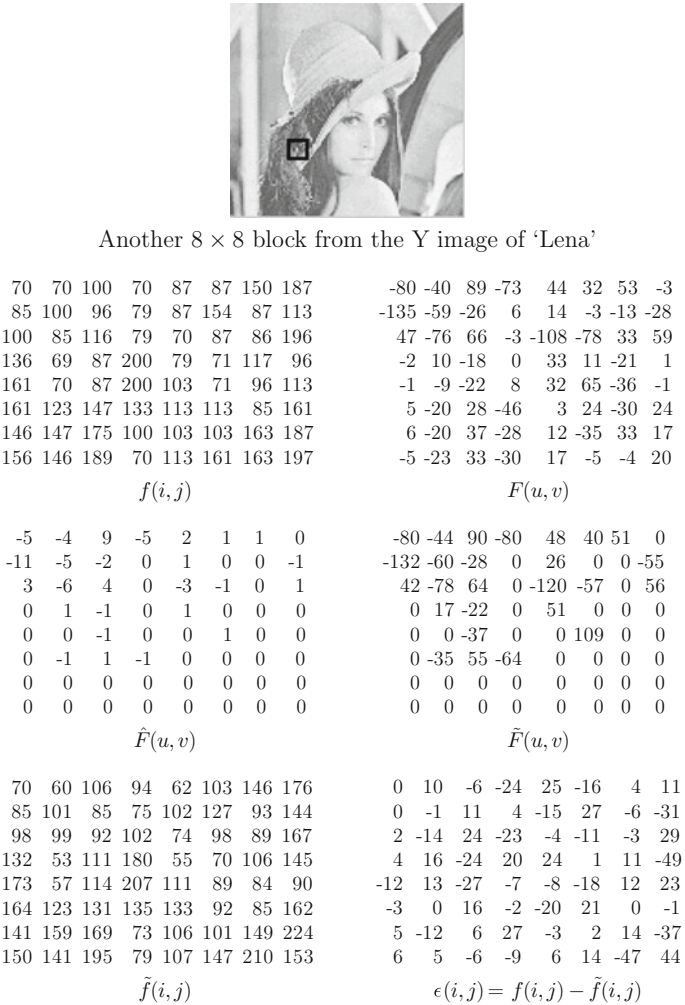 Another 8 × 8 block from the Y image of ‘Lena’
70 70 100 70 87 87 150 187
85 100 96 79 87 154 87 113
100 85 116 79 70 87 86 196
136 69 87 200 79 71 117 96
161 70 87 200 103 71 96 113
161 123 147 133 113 113 85 161
146 147 175 100 103 103 163 187
156 146 189 70 113 161 163 197
f(i, j)
-80 -40 89 -73 44 32 53 -3
-135 -59 -26 6 14 -3 -13 -28
47 -76 66 -3 -108 -78 33 59
-2 10 -18 0 33 11 -21 1
-1 -9 -22 8 32 65 -36 -1
5 -20 28 -46 3 24 -30 24
6 -20 37 -28 12 -35 33 17
-5 -23 33 -30 17 -5 -4 20
F(u, v)
-5 -4 9 -5 2 1 1 0
-11 -5 -2 0 1 0 0 -1
3 -6 4 0 -3 -1 0 1
0 1 -1 0 1 0 0 0
0 0 -1 0 0 1 0 0
0 -1 1 -1 0 0 0 0
0 0 0 0 0 0 0 0
0 0 0 0 0 0 0 0
F̂(u, v)
-80 -44 90 -80 48 40 51 0
-132 -60 -28 0 26 0 0 -55
42 -78 64 0 -120 -57 0 56
0 17 -22 0 51 0 0 0
0 0 -37 0 0 109 0 0
0 -35 55 -64 0 0 0 0
0 0 0 0 0 0 0 0
0 0 0 0 0 0 0 0
F̃(u, v)
70 60 106 94 62 103 146 176
85 101 85 75 102 127 93 144
98 99 92 102 74 98 89 167
132 53 111 180 55 70 106 145
173 57 114 207 111 89 84 90
164 123 131 135 133 92 85 162
141 159 169 73 106 101 149 224
150 141 195 79 107 147 210 153
f̃(i, j)
0 10 -6 -24 25 -16 4 11
0 -1 11 4 -15 27 -6 -31
2 -14 24 -23 -4 -11 -3 29
4 16 -24 20 24 1 11 -49
-12 13 -27 -7 -8 -18 12 23
-3 0 16 -2 -20 21 0 -1
5 -12 6 27 -3 2 14 -37
6 5 -6 -9 6 14 -47 44
ϵ(i, j) = f(i, j) − f̃(i, j)